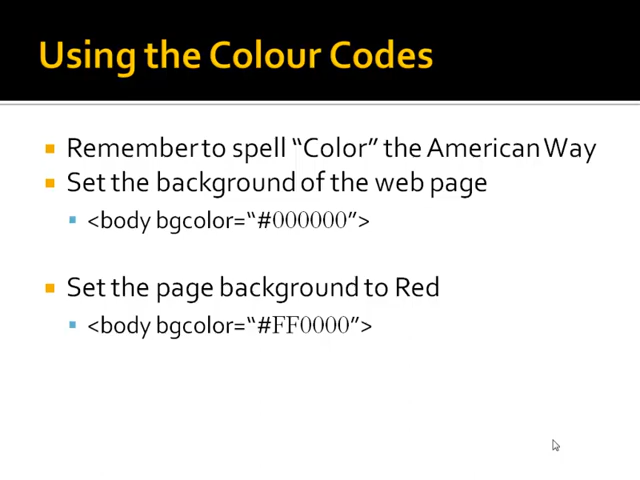 Using the Colour Codes
Remember to spell “Color” the American Way
Set the background of the web page
<body bgcolor=“#000000”>
Set the page background to Red
<body bgcolor=“#FF0000”>